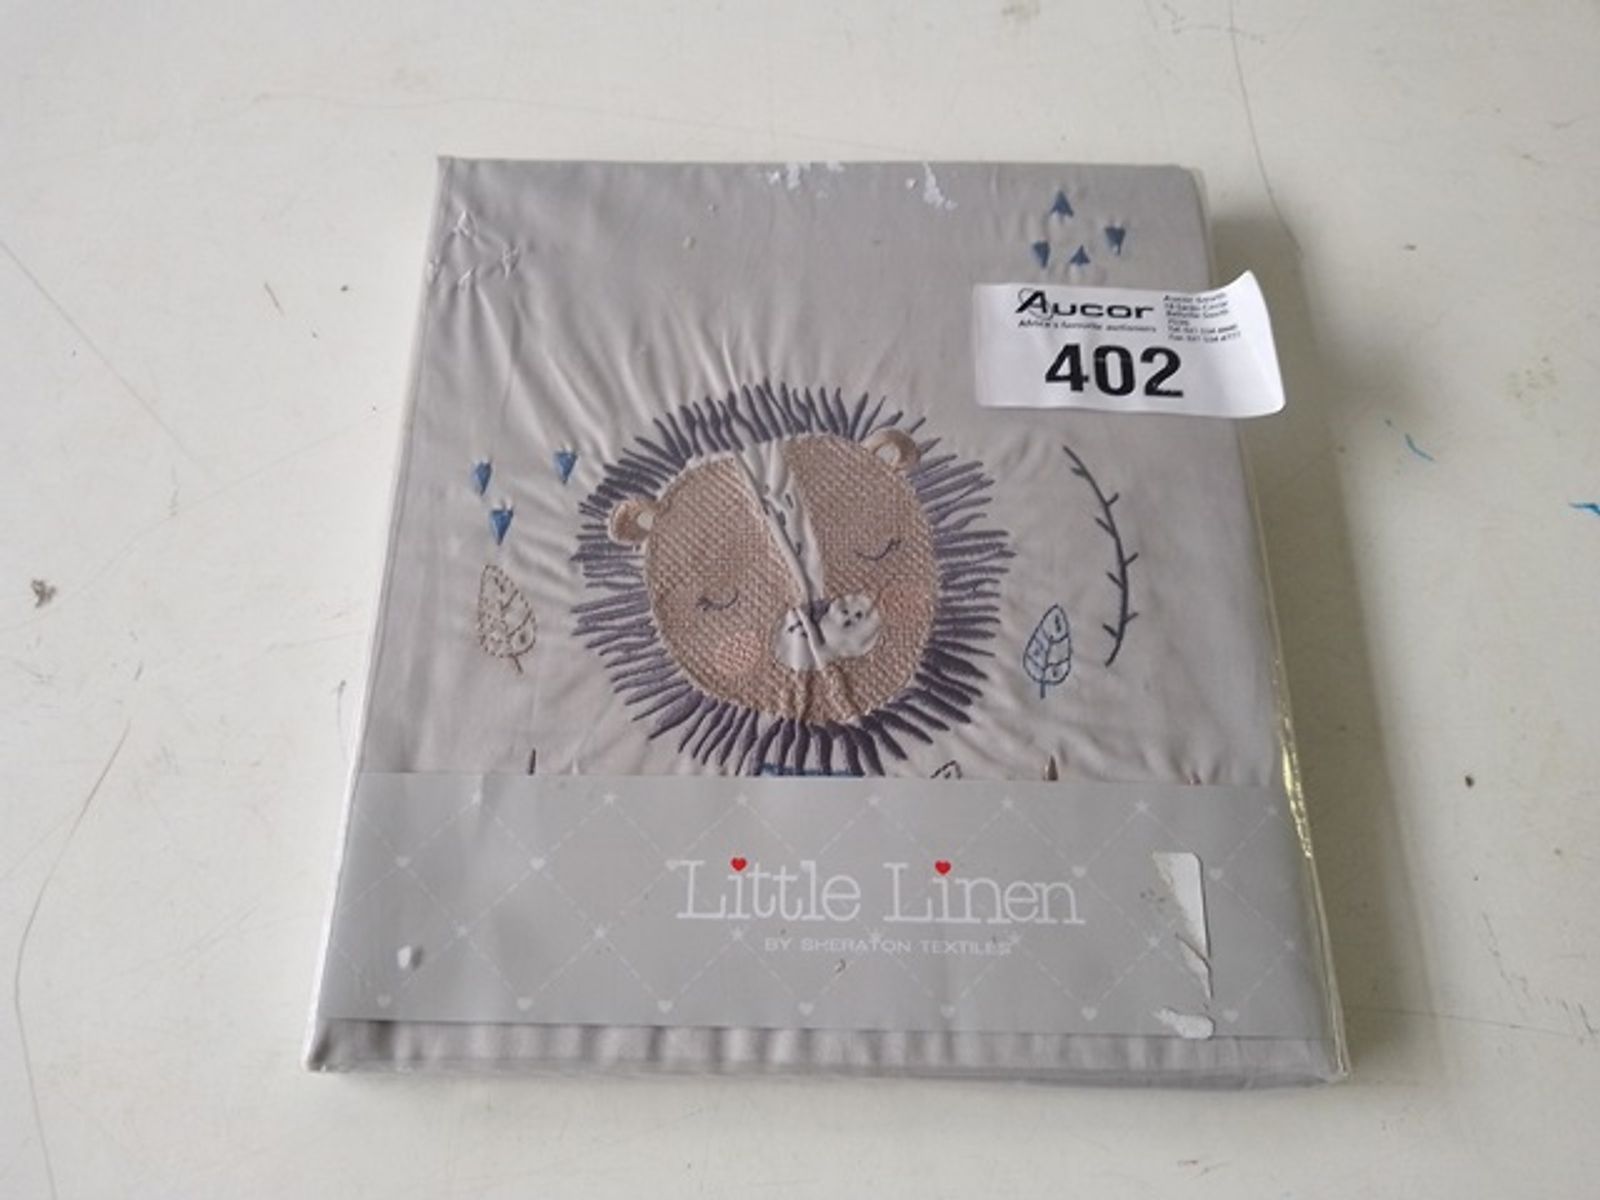 Aucor
Africa's favourite auctioneers
402
Little Linen
BY SHERATON TEXTILES